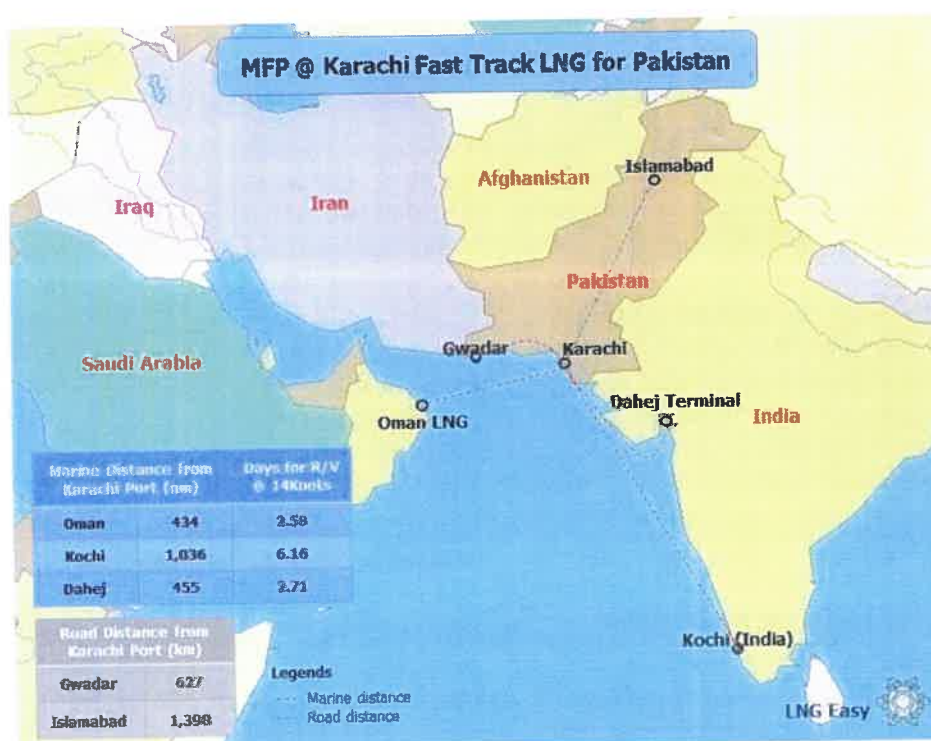 MFP @ Karachi Fast Track LNG for Pakistan
Islamabad
Afghanistan
Iran
Iraq
Pakistan
Gwadar
Karachi
Saudi Arabia
Dahej Terminal
Oman LNG
India
Marine Distance from
Karachi Port (nm)
Days for R/V
@ 14Knots
Oman 434 2.58
Kochi 1,036 6.16
Dahej 455 2.71
Road Distance from
Karachi Port (km)
Gwadar 627
Islamabad 1,398
Kochi (India)
Legends
Marine distance
Road distance
LNG Easy